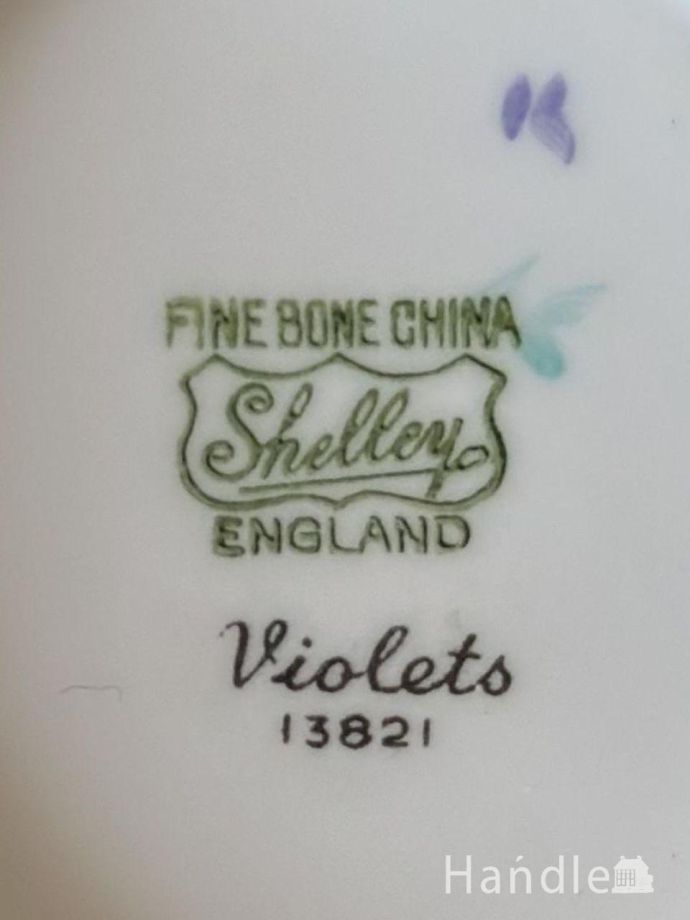 FINE BONE CHINA
Shelley
ENGLAND
Violets
13821
Handle